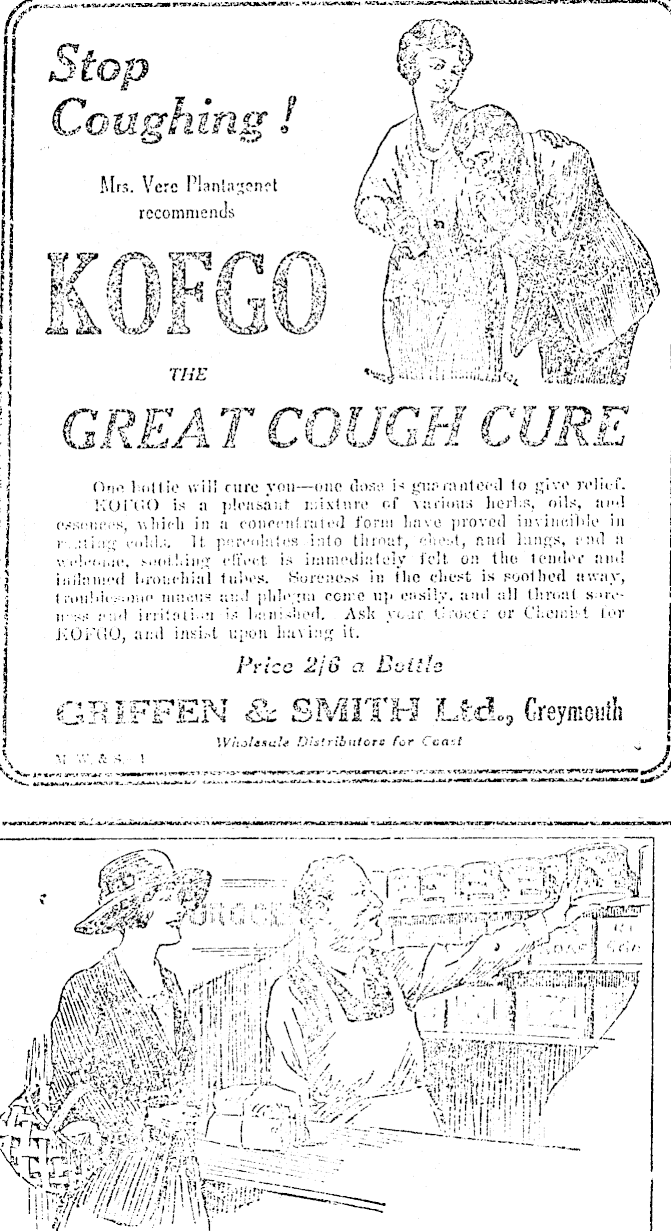 Stop
Coughing !
Mrs. Vere Plantagenet
recommends
KOFGO
THE
GREAT COUGH CURE
One bottle will cure you—one dose is guaranteed to give relief.
KOFGO is a pleasant mixture of various herbs, oils, and
essences, which in a concentrated form have proved invincible in
routing colds. It percolates into throat, chest, and lungs, and a
welcome, soothing effect is immediately felt on the tender and
inflamed bronchial tubes. Soreness in the chest is soothed away,
troublesome mucus and phlegm come up easily, and all throat sore-
ness and irritation is banished. Ask your Grocer or Chemist for
KOFGO, and insist upon having it.
Price 2/6 a Bottle
GRIFFEN & SMITH Ltd., Greymouth
Wholesale Distributors for Coast
M. W. & S.